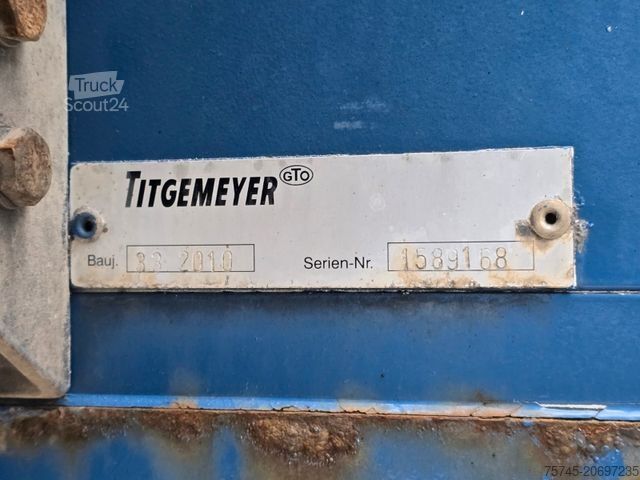 Truck
Scout24
TITGEMEYER GTO
Bauj. 33 2010 Serien-Nr. 1589168
75745-20697235